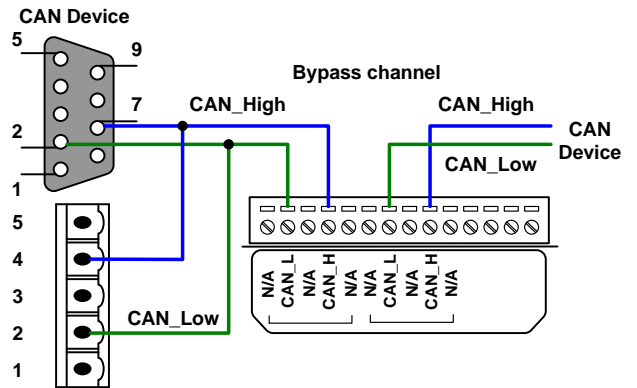 CAN Device
5
9
Bypass channel
7
CAN_High
CAN_High
2
CAN
Device
CAN_Low
1
5
4
3
2
1
CAN_Low
N/A
CAN_L
N/A
CAN_H
N/A
N/A
CAN_L
N/A
CAN_H
N/A